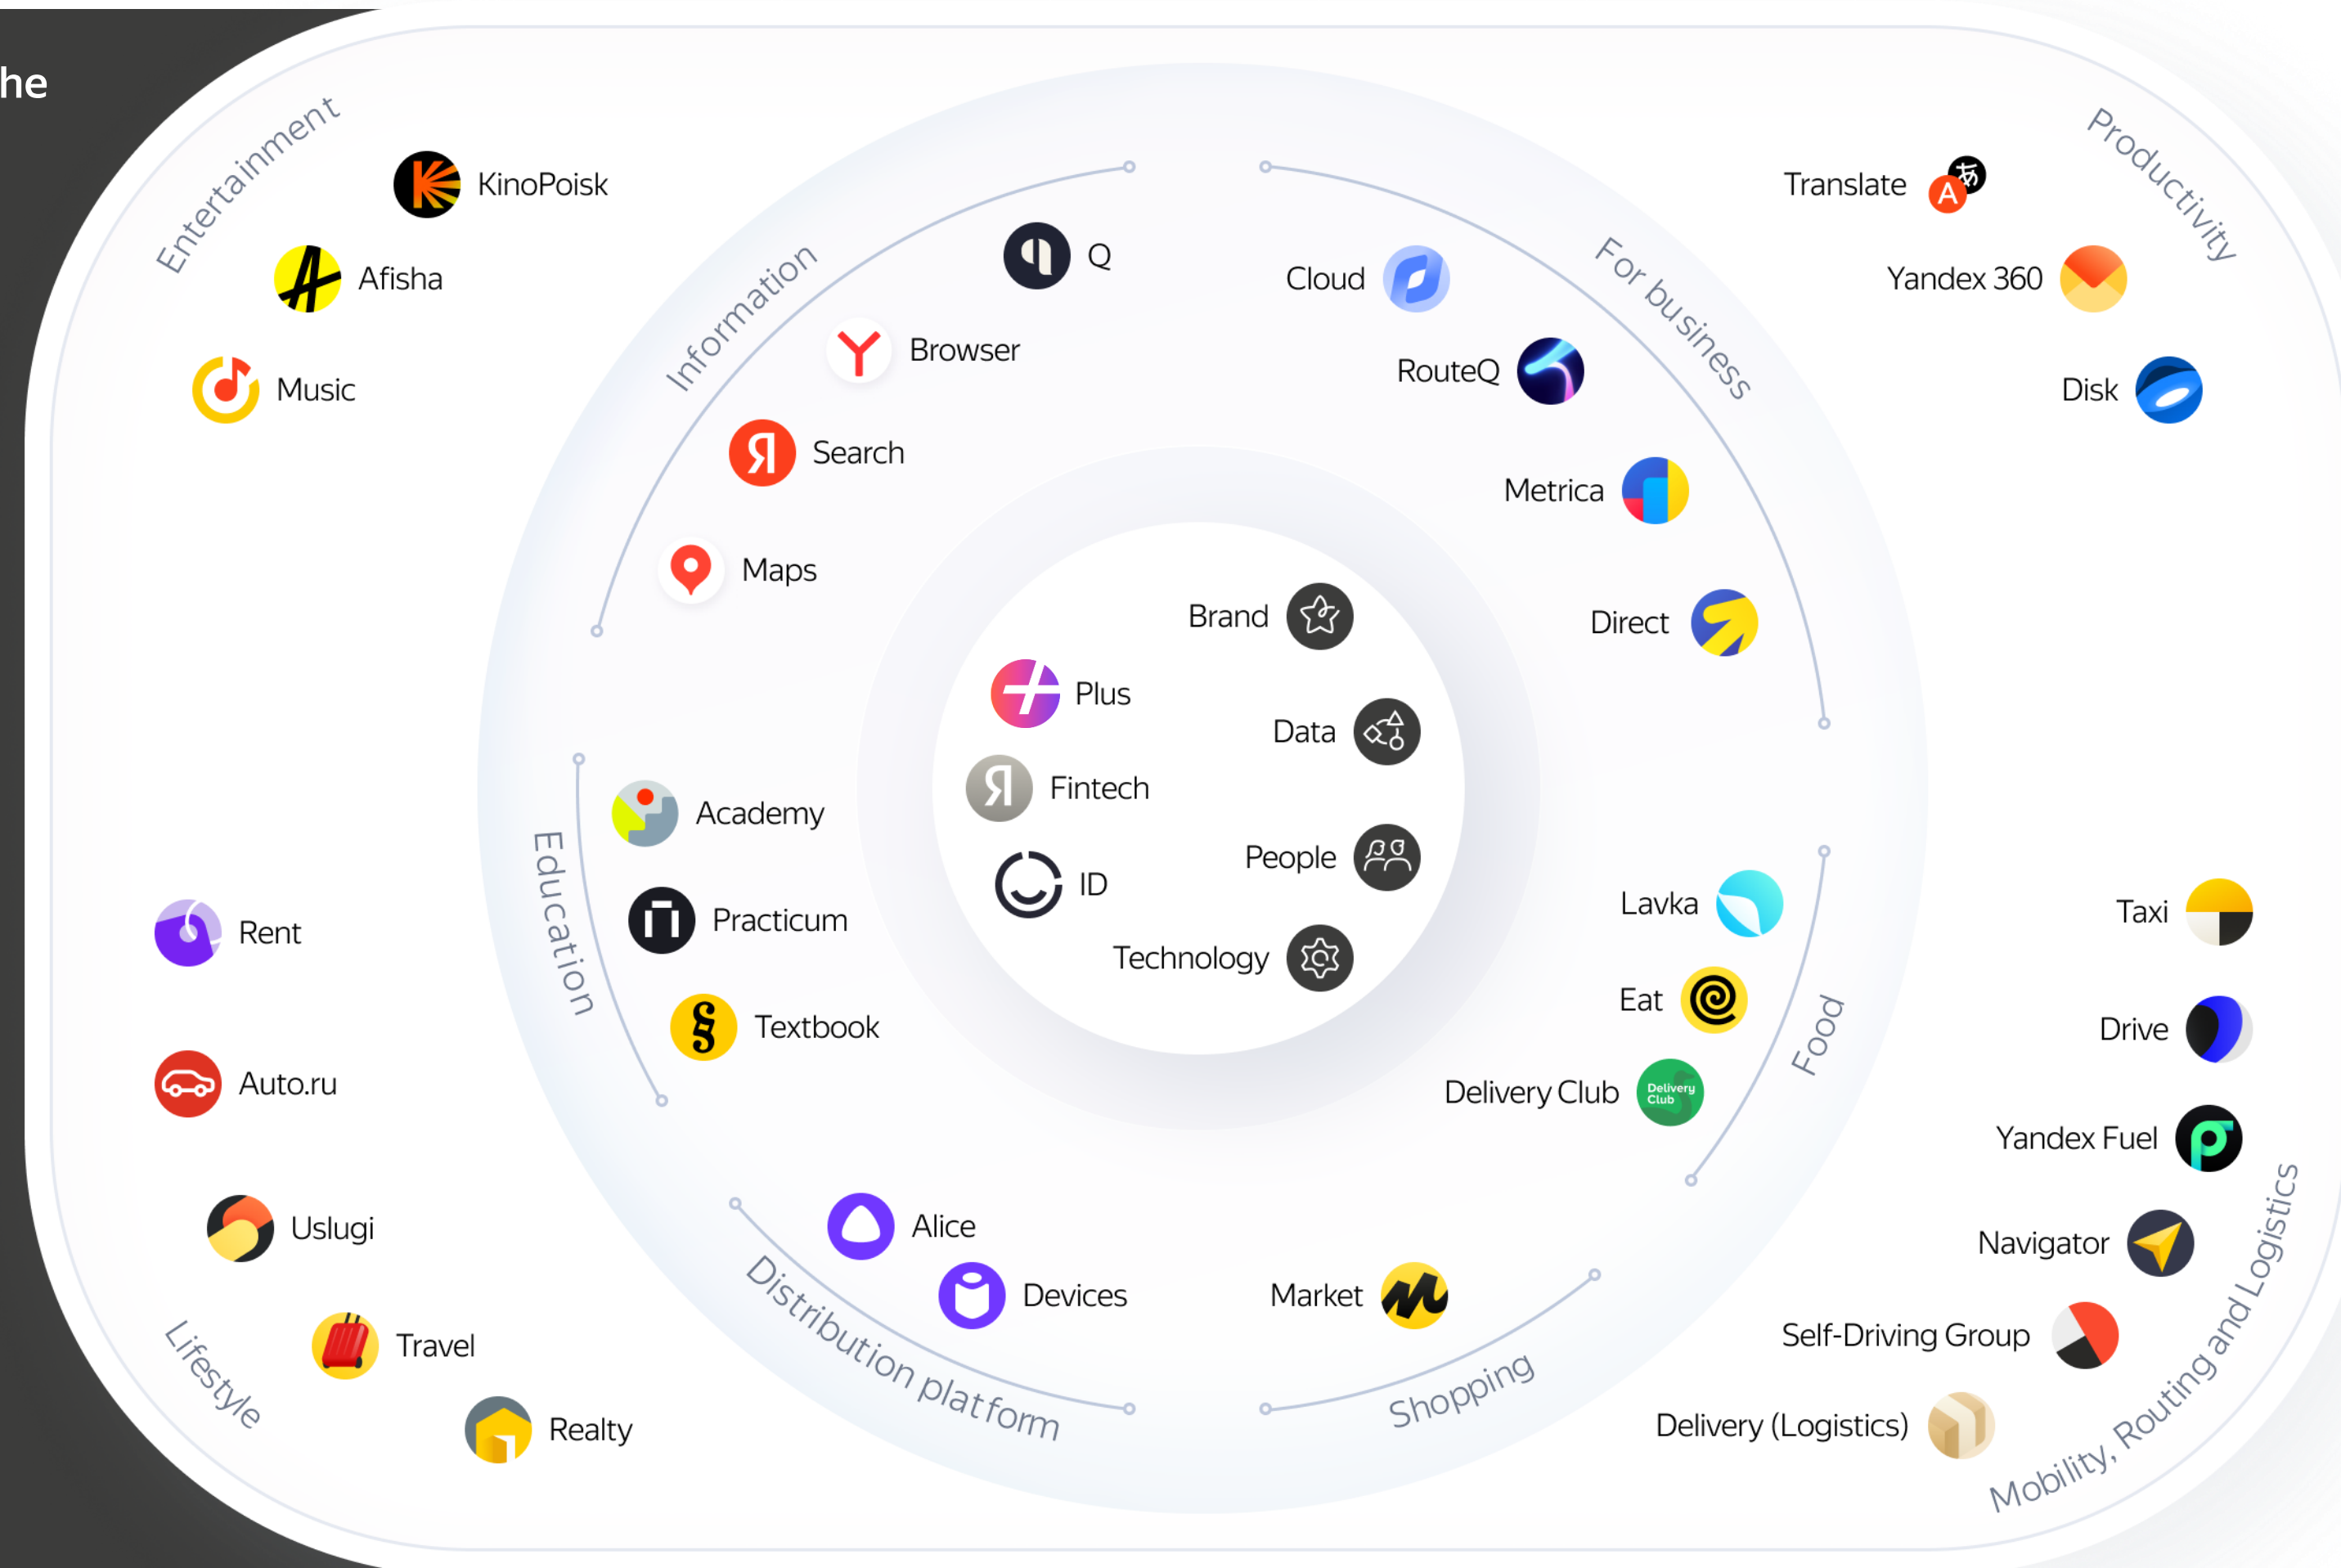 he
Entertainment
KinoPoisk
Afisha
Music
Information
Q
Browser
Search
Maps
For business
Cloud
RouteQ
Metrica
Direct
Productivity
Translate
あ
A
Yandex 360
Disk
Brand
Plus
Data
Я
Fintech
People
ID
Technology
Education
Academy
Practicum
Textbook
Food
Lavka
Eat
Delivery Club
Delivery
Club
Rent
Auto.ru
Uslugi
Travel
Realty
Lifestyle
Distribution platform
Alice
Devices
Shopping
Market
Taxi
Drive
Yandex Fuel
Navigator
Self-Driving Group
Delivery (Logistics)
Mobility, Routing and Logistics